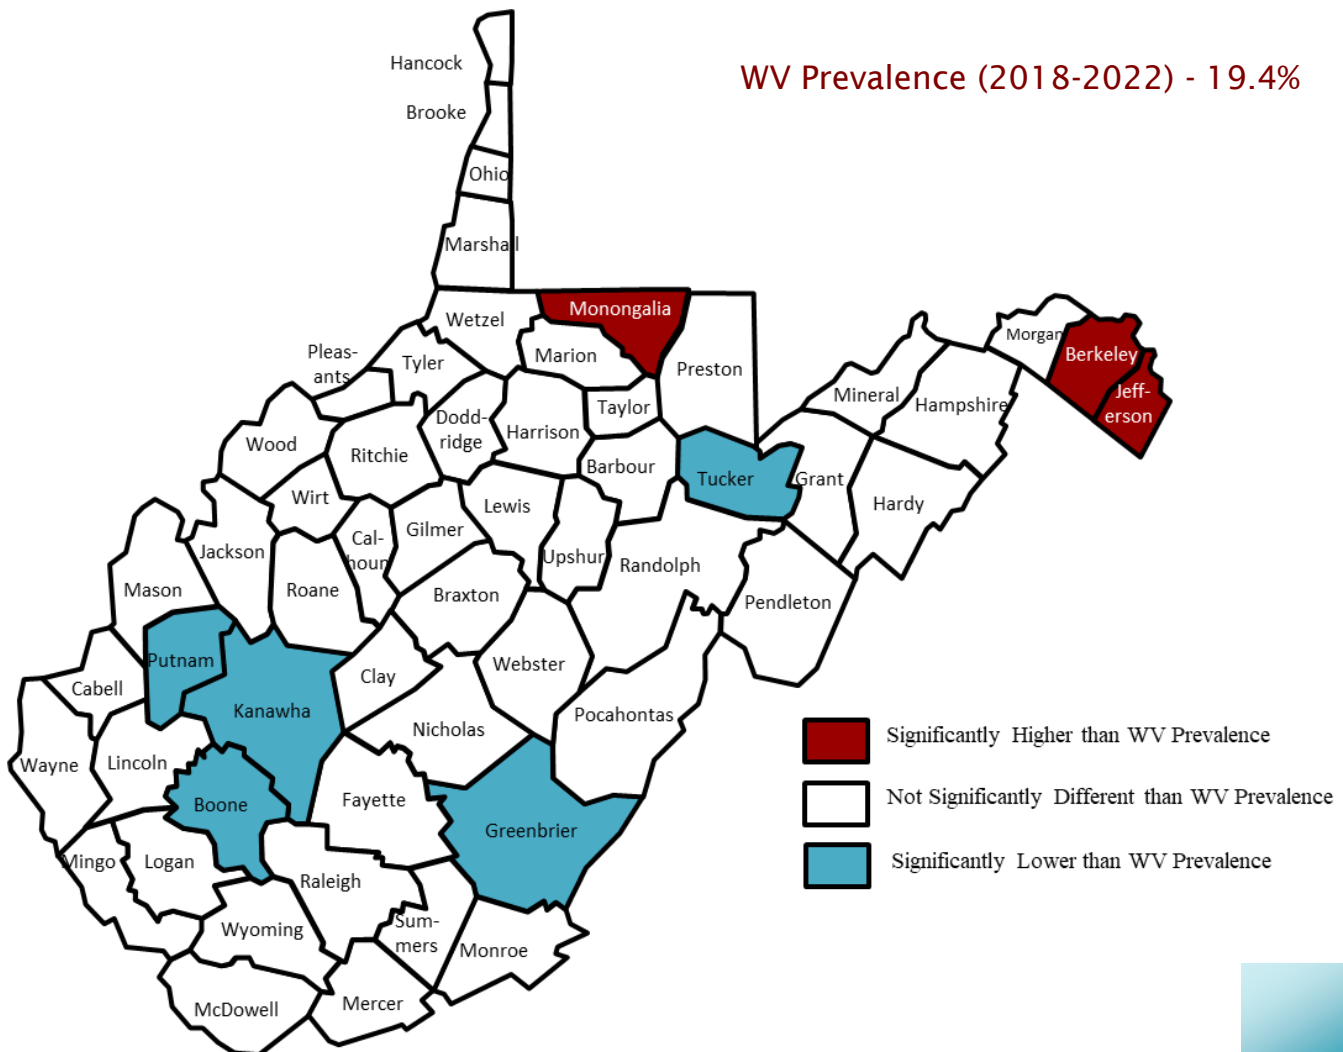 WV Prevalence (2018-2022) - 19.4%
Hancock
Brooke
Ohio
Marshall
Wetzel
Monongalia
Marion
Preston
Pleas-
ants
Tyler
Dodd-
ridge
Harrison
Taylor
Barbour
Tucker
Grant
Mineral
Hampshire
Morgan
Berkeley
Jeff-
erson
Hardy
Wood
Ritchie
Wirt
Jackson
Cal-
houn
Gilmer
Lewis
Upshur
Randolph
Pendleton
Mason
Roane
Braxton
Webster
Pocahontas
Putnam
Cabell
Kanawha
Clay
Nicholas
Wayne
Lincoln
Boone
Fayette
Greenbrier
Mingo
Logan
Raleigh
Wyoming
Sum-
mers
Monroe
McDowell
Mercer
Significantly Higher than WV Prevalence
Not Significantly Different than WV Prevalence
Significantly Lower than WV Prevalence